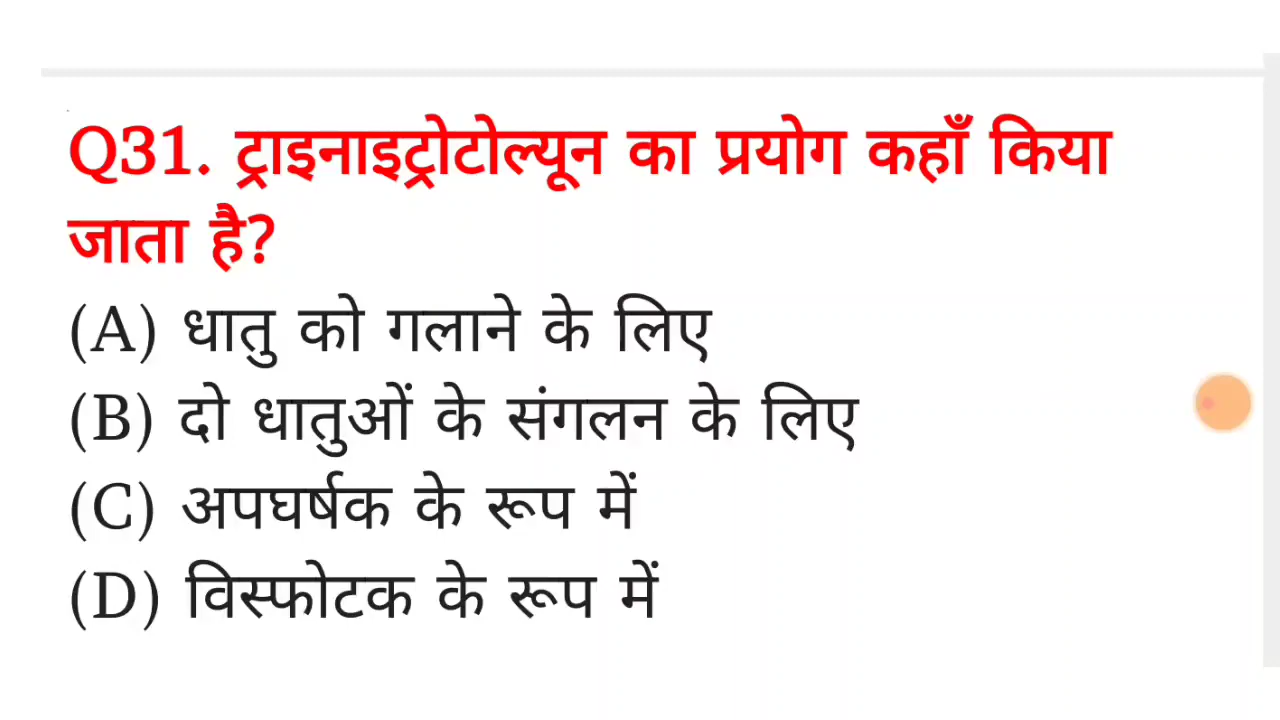 Q31. ट्राइनाइट्रोटोल्यून का प्रयोग कहाँ किया
जाता है?
(A) धातु को गलाने के लिए
(B) दो धातुओं के संगलन के लिए
(C) अपघर्षक के रूप में
(D) विस्फोटक के रूप में